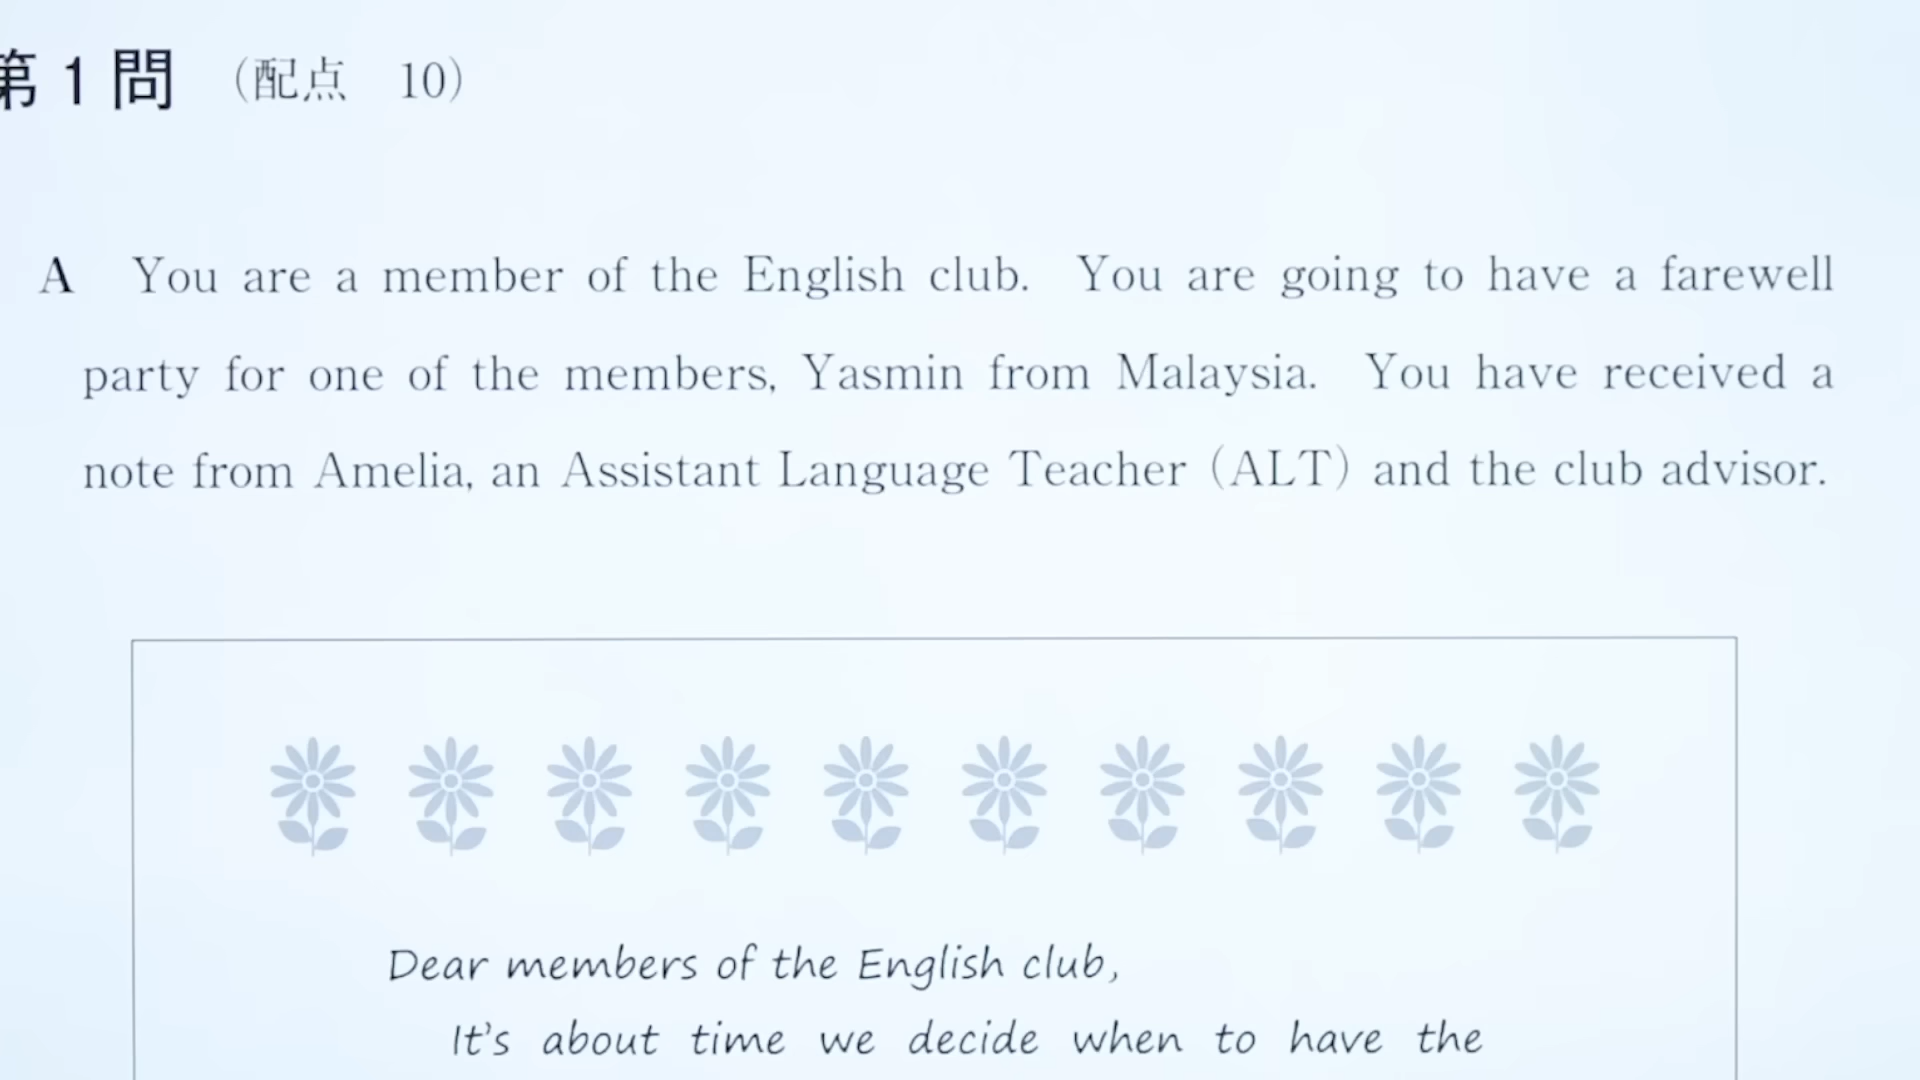 第1問 (配点 10)
A You are a member of the English club. You are going to have a farewell
party for one of the members, Yasmin from Malaysia. You have received a
note from Amelia, an Assistant Language Teacher (ALT) and the club advisor.
Dear members of the English club,
It's about time we decide when to have the